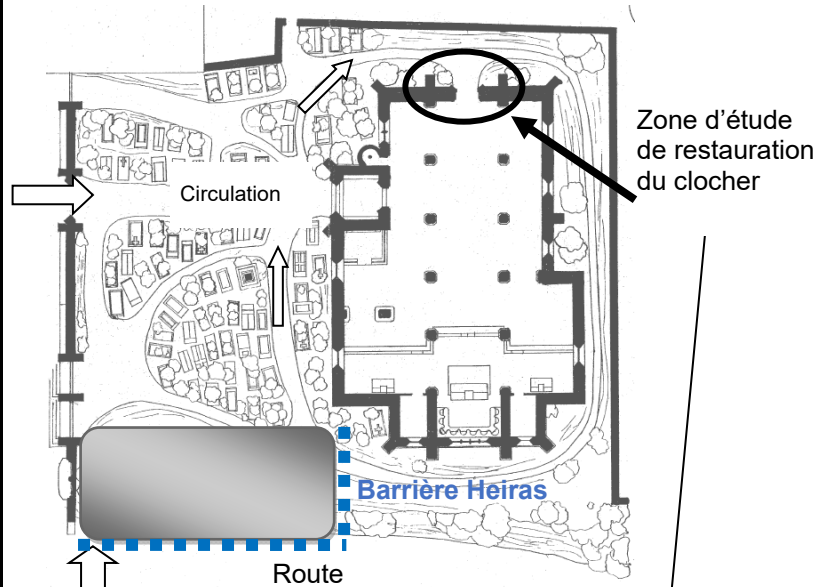 Zone d’étude
de restauration
du clocher
Circulation
Barrière Heiras
Route